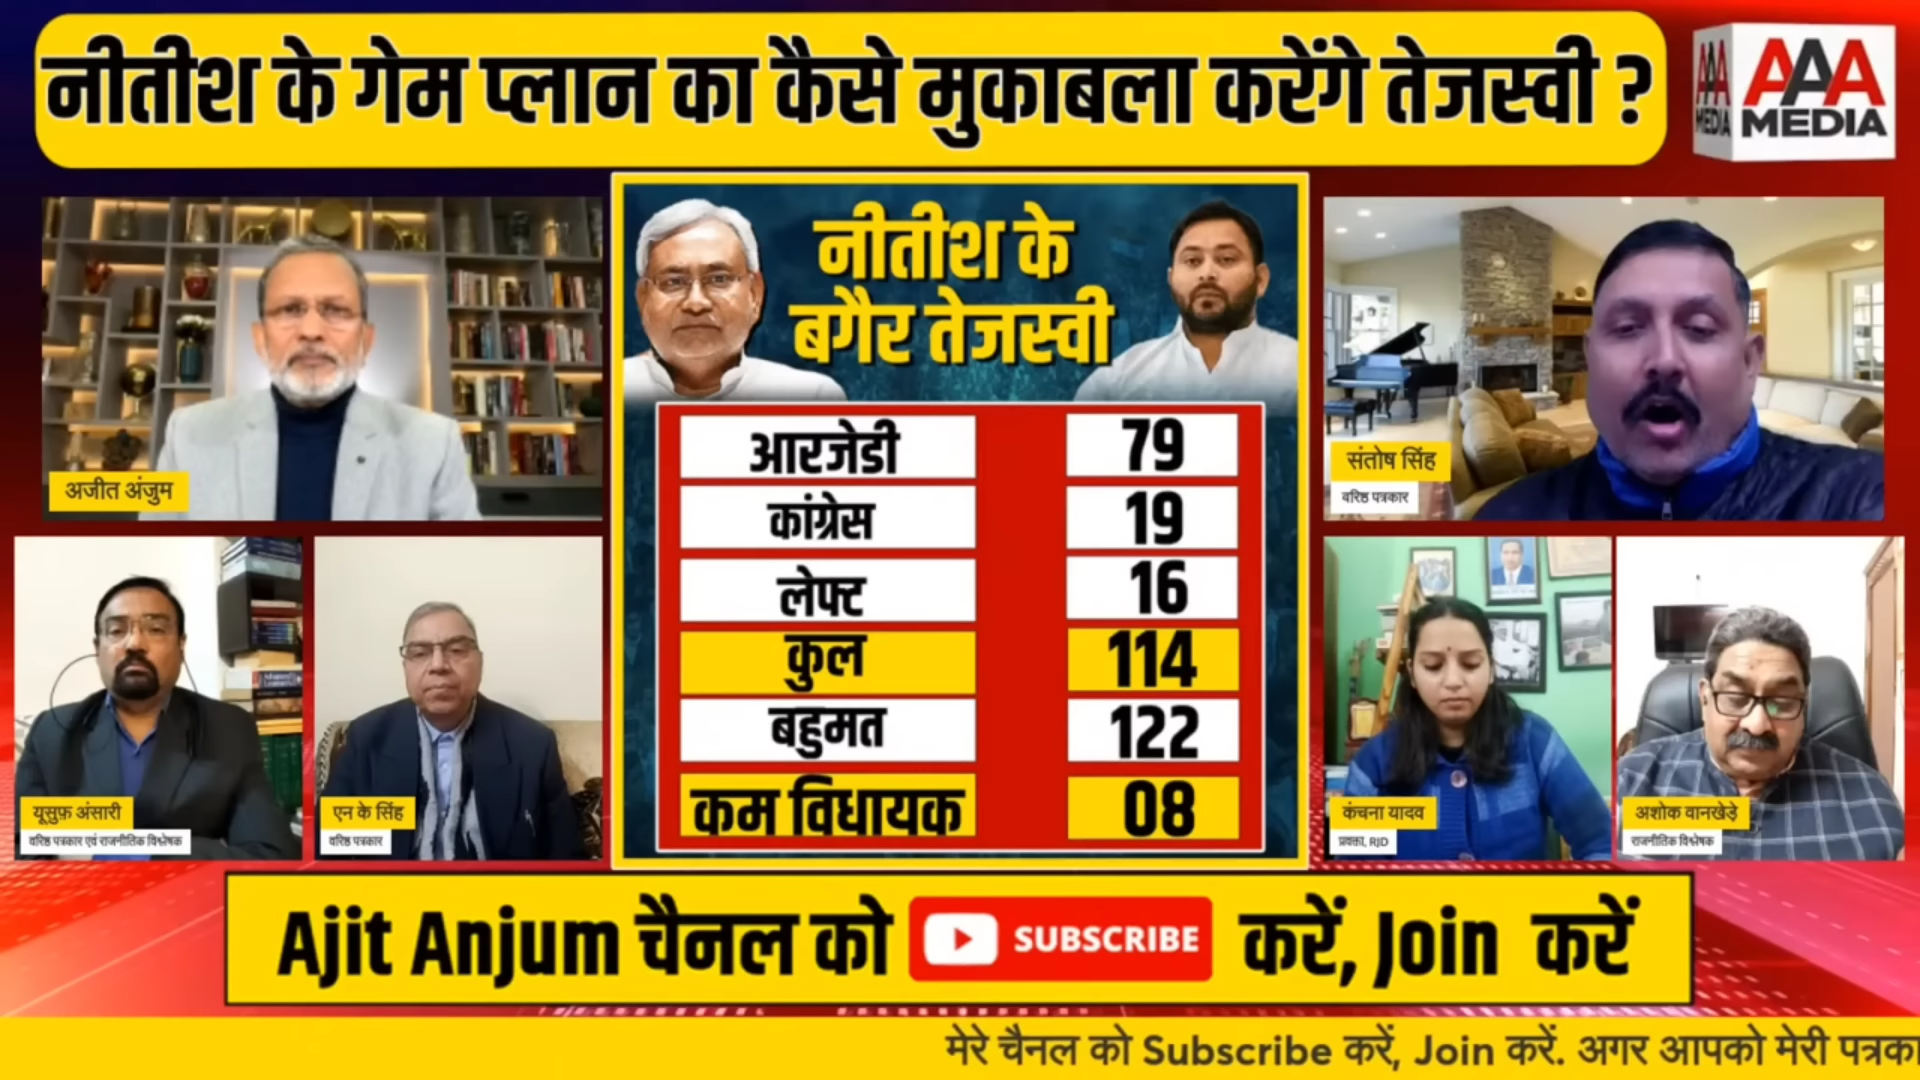 नीतीश के गेम प्लान का कैसे मुकाबला करेंगे तेजस्वी ?
AAA
MEDIA
नीतीश के
बगैर तेजस्वी
आरजेडी 79
कांग्रेस 19
लेफ्ट 16
कुल 114
बहुमत 122
कम विधायक 08
अजीत अंजुम
संतोष सिंह
वरिष्ठ पत्रकार
यूसुफ़ अंसारी
वरिष्ठ पत्रकार एवं राजनीतिक विश्लेषक
एन के सिंह
वरिष्ठ पत्रकार
कंचना यादव
प्रवक्ता, RJD
अशोक वानखेड़े
राजनीतिक विश्लेषक
Ajit Anjum चैनल को SUBSCRIBE करें, Join करें
मेरे चैनल को Subscribe करें, Join करें. अगर आपको मेरी पत्रका